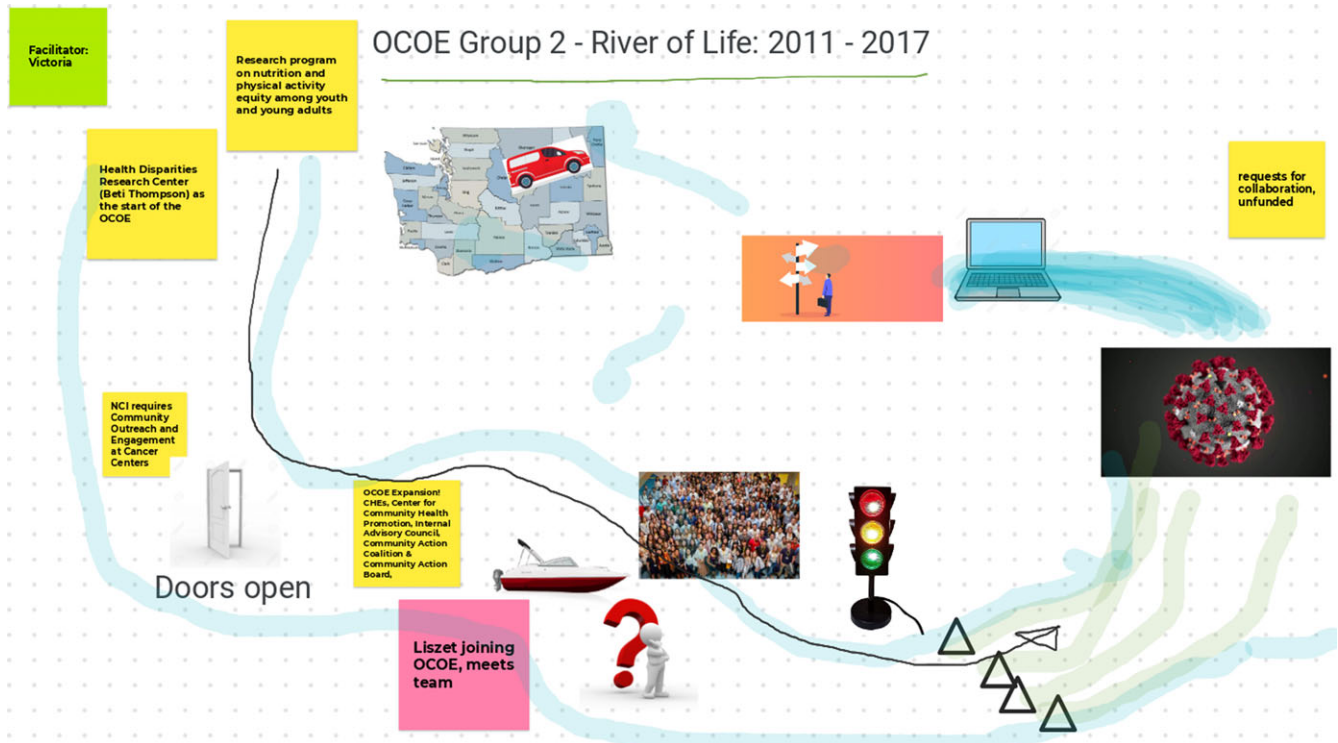 Facilitator:
Victoria
Research program
on nutrition and
physical activity
equity among youth
and young adults
OCOE Group 2 - River of Life: 2011 - 2017
Health Disparities
Research Center
(Beti Thompson) as
the start of the
OCOE
requests for
collaboration,
unfunded
NCI requires
Community
Outreach and
Engagement
at Cancer
Centers
Doors open
OCOE Expansion!
CHEs, Center for
Community Health
Promotion, Internal
Advisory Council,
Community Action
Coalition &
Community Action
Board,
Liszet joining
OCOE, meets
team